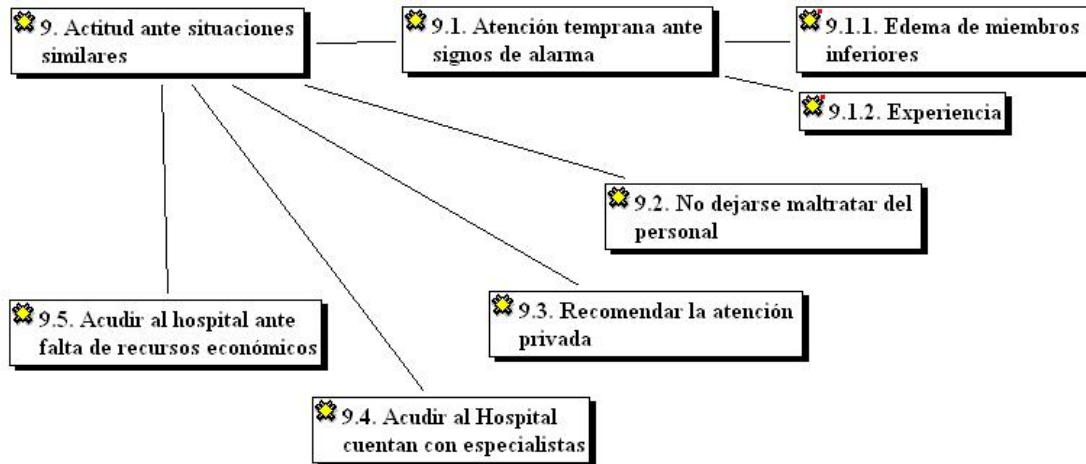 9. Actitud ante situaciones
similares
9.1. Atención temprana ante
signos de alarma
9.1.1. Edema de miembros
inferiores
9.1.2. Experiencia
9.2. No dejarse maltratar del
personal
9.3. Recomendar la atención
privada
9.5. Acudir al hospital ante
falta de recursos económicos
9.4. Acudir al Hospital
cuentan con especialistas